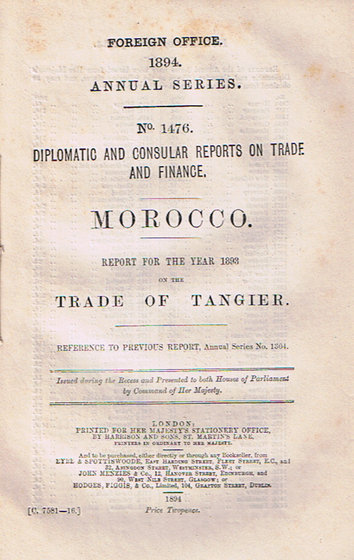 FOREIGN OFFICE.
1894.
ANNUAL SERIES.
No. 1476.
DIPLOMATIC AND CONSULAR REPORTS ON TRADE
AND FINANCE.
MOROCCO.
REPORT FOR THE YEAR 1893
ON THE
TRADE OF TANGIER.
REFERENCE TO PREVIOUS REPORT, Annual Series No. 1364.
Issued during the Recess and Presented to both Houses of Parliament
by Command of Her Majesty.
LONDON:
PRINTED FOR HER MAJESTY'S STATIONERY OFFICE,
BY HARRISON AND SONS, ST. MARTIN'S LANE,
PRINTERS IN ORDINARY TO HER MAJESTY.
And to be purchased, either directly or through any Bookseller, from
EYRE & SPOTTISWOODE, EAST HARDING STREET, FLEET STREET, E.C., AND
32, ABINGDON STREET, WESTMINSTER, S.W.; or
JOHN MENZIES & Co., 12, HANOVER STREET, EDINBURGH, and
90, WEST NILE STREET, GLASGOW; or
HODGES, FIGGIS, & Co., Limited, 104, GRAFTON STREET, DUBLIN.
1894
[C. 7581—16.] Price Twopence.